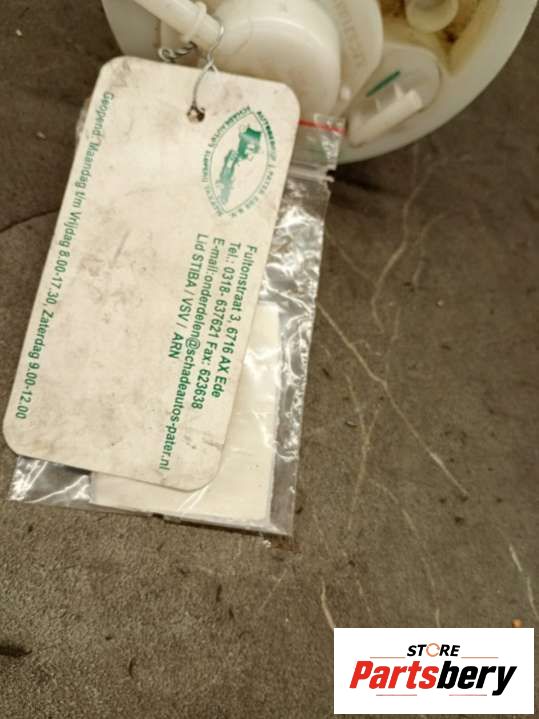 Fultonstraat 3, 6716 AX Ede
Tel.: 0318- 637621 Fax: 623638
E-mail: onderdelen@schadeautos-pater.nl
Lid STIBA / VSV / ARN
Geopend: Maandag t/m Vrijdag 8.00-17.30, Zaterdag 9.00-12.00
STORE
Partsbery